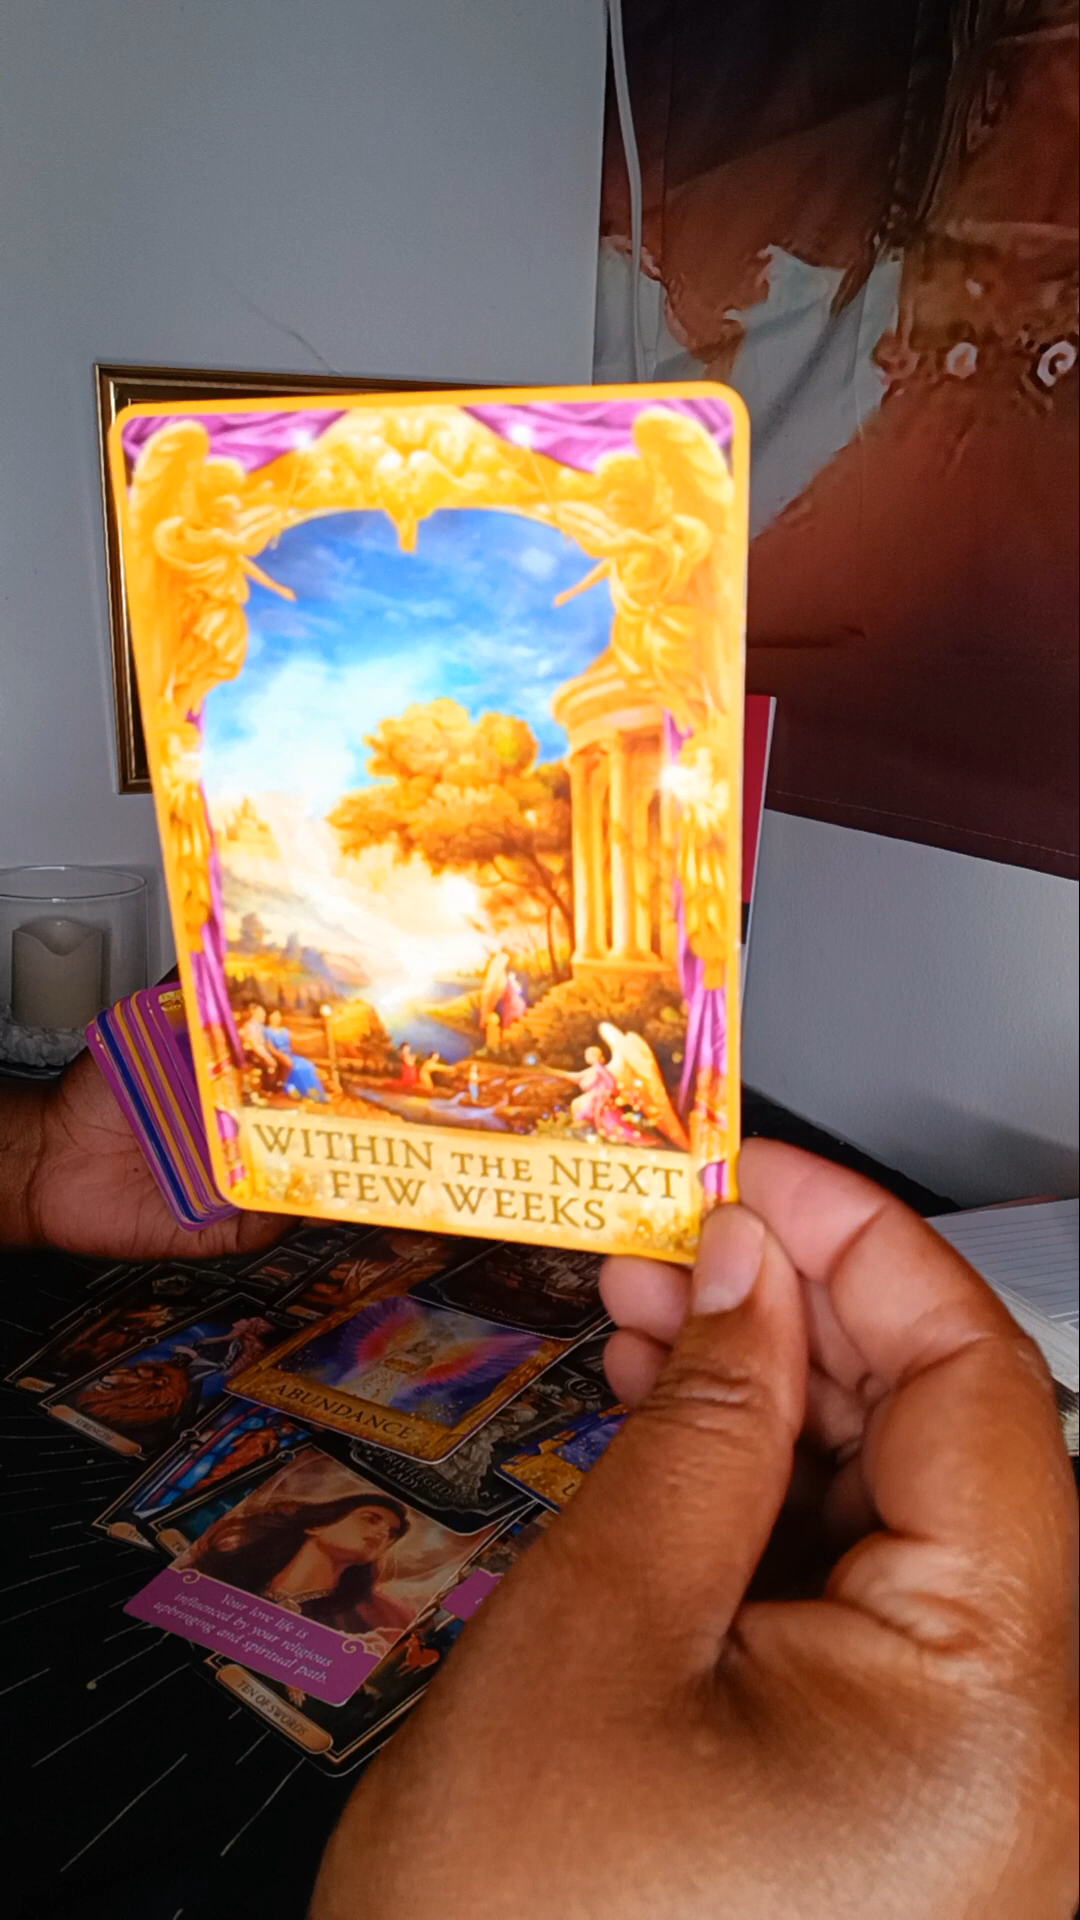 WITHIN THE NEXT
FEW WEEKS
ABUNDANCE
Your love life is
influenced by your religious
upbringing and spiritual path.
TEN OF SWORDS